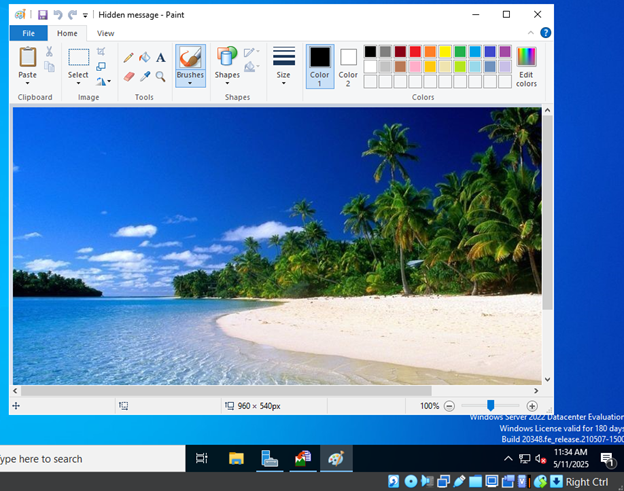 Hidden message - Paint
File Home View
Paste Select Brushes Shapes Size Color 1 Color 2 Edit colors
Clipboard Image Tools Shapes Colors
960 × 540px 100%
Windows Server 2022 Datacenter Evaluation
Windows License valid for 180 days
Build 20348.fe_release.210507-1500
ype here to search
11:34 AM
5/11/2025
1
Right Ctrl